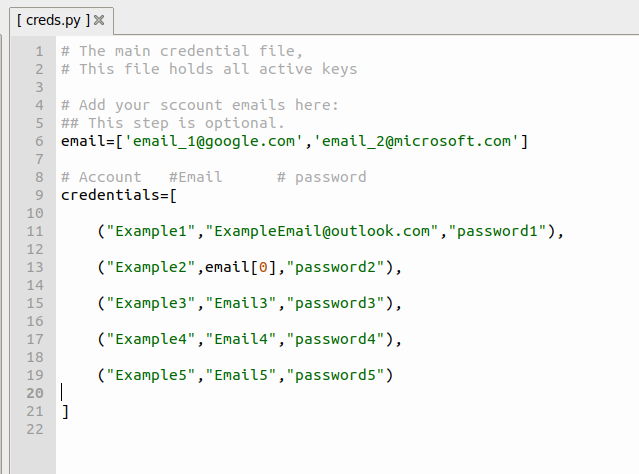 [ creds.py ]
1 # The main credential file,
2 # This file holds all active keys
3
4 # Add your sccount emails here:
5 ## This step is optional.
6 email=['email_1@google.com','email_2@microsoft.com']
7
8 # Account   #Email      # password
9 credentials=[
10
11     ("Example1","ExampleEmail@outlook.com","password1"),
12
13     ("Example2",email[0],"password2"),
14
15     ("Example3","Email3","password3"),
16
17     ("Example4","Email4","password4"),
18
19     ("Example5","Email5","password5")
20
21 ]
22